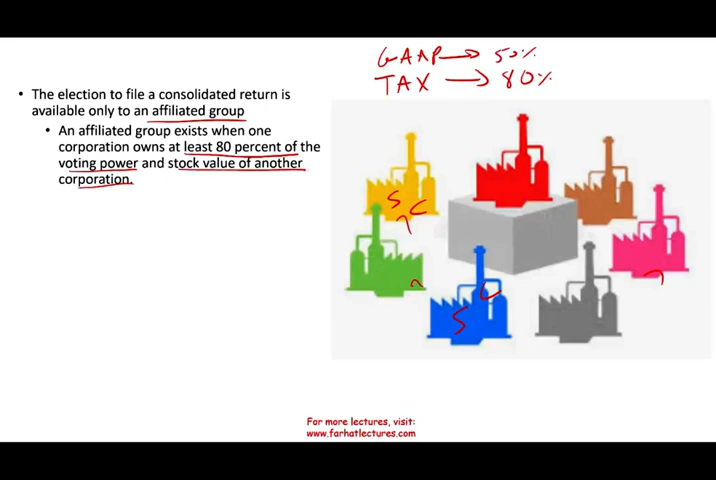 GAAP → 50%
TAX → 80%
• The election to file a consolidated return is
available only to an affiliated group
• An affiliated group exists when one
corporation owns at least 80 percent of the
voting power and stock value of another
corporation.
S C
C
S
For more lectures, visit:
www.farhatlectures.com